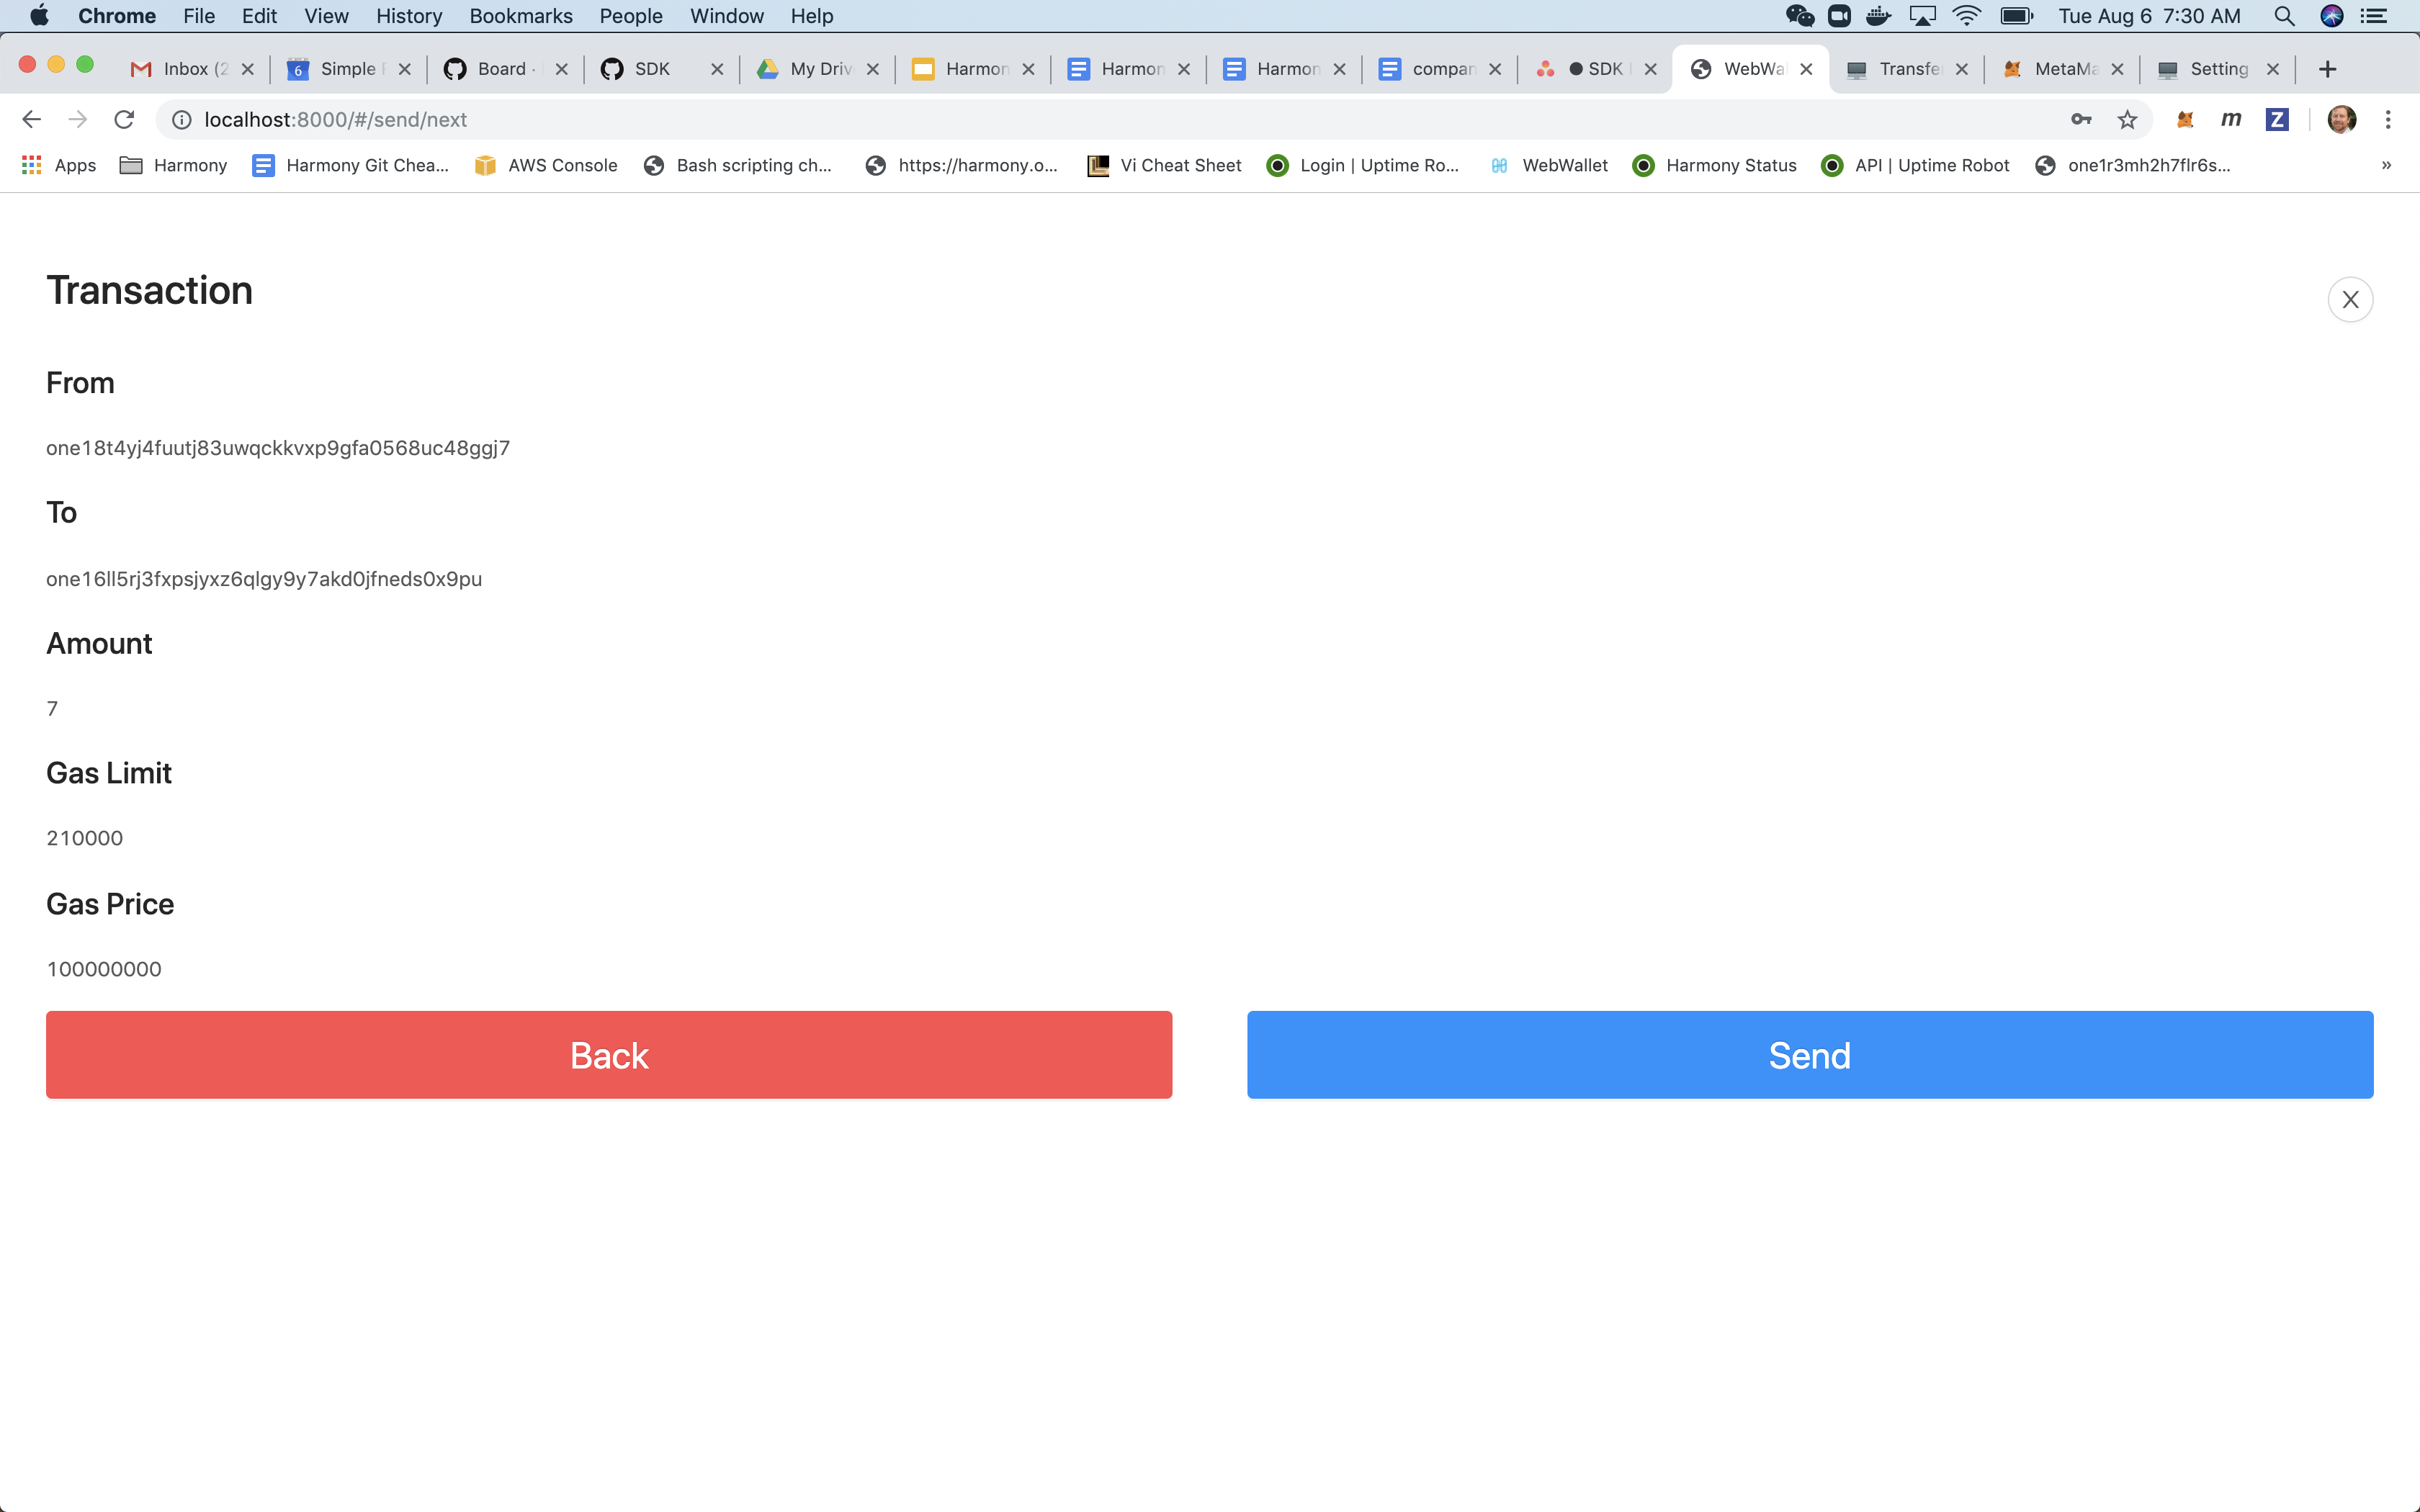 Chrome File Edit View History Bookmarks People Window Help Tue Aug 6 7:30 AM
Inbox (2 Simple Board · SDK My Driv Harmon Harmon Harmon compan SDK WebWal Transfe MetaMa Setting
localhost:8000/#/send/next
Apps Harmony Harmony Git Chea... AWS Console Bash scripting ch... https://harmony.o... Vi Cheat Sheet Login | Uptime Ro... WebWallet Harmony Status API | Uptime Robot one1r3mh2h7flr6s... »
Transaction
X
From
one18t4yj4fuutj83uwqckkvxp9gfa0568uc48ggj7
To
one16ll5rj3fxpsjyxz6qlgy9y7akd0jfneds0x9pu
Amount
7
Gas Limit
210000
Gas Price
100000000
Back Send